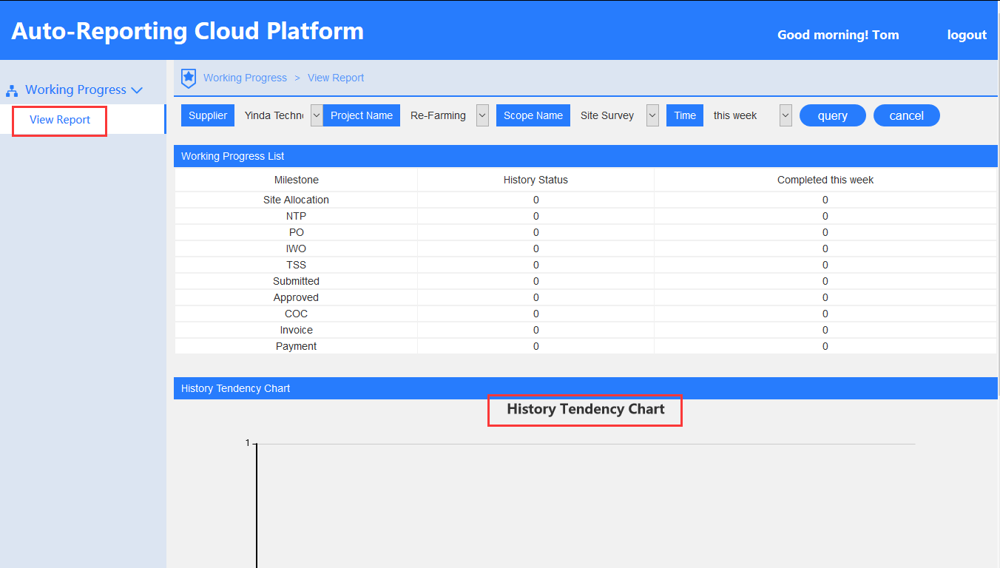 Auto-Reporting Cloud Platform
Good morning! Tom
logout
Working Progress
View Report
Working Progress > View Report
Supplier Yinda Techn Project Name Re-Farming Scope Name Site Survey Time this week query cancel
Working Progress List
Milestone History Status Completed this week
Site Allocation 0 0
NTP 0 0
PO 0 0
IWO 0 0
TSS 0 0
Submitted 0 0
Approved 0 0
COC 0 0
Invoice 0 0
Payment 0 0
History Tendency Chart
History Tendency Chart
1